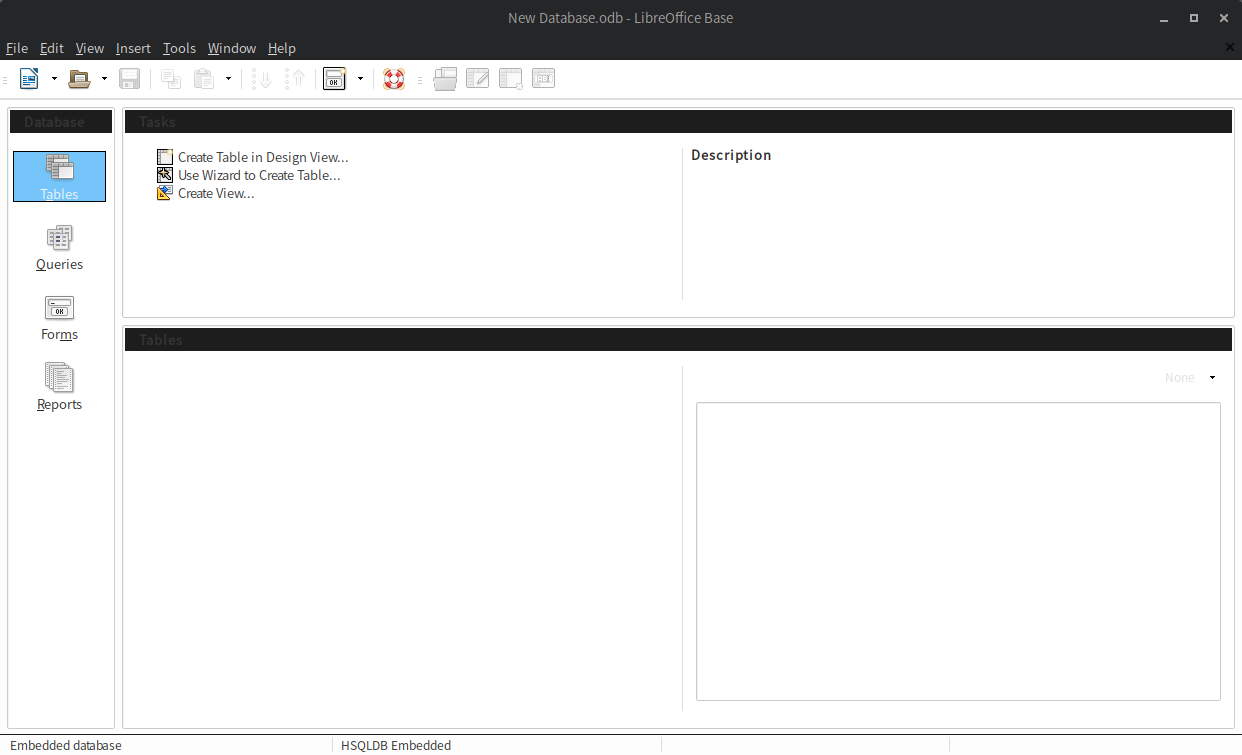 New Database.odb - LibreOffice Base
File Edit View Insert Tools Window Help
Database
Tables
Queries
Forms
Reports
Tasks
Create Table in Design View...
Use Wizard to Create Table...
Create View...
Description
Tables
None
Embedded database
HSQLDB Embedded